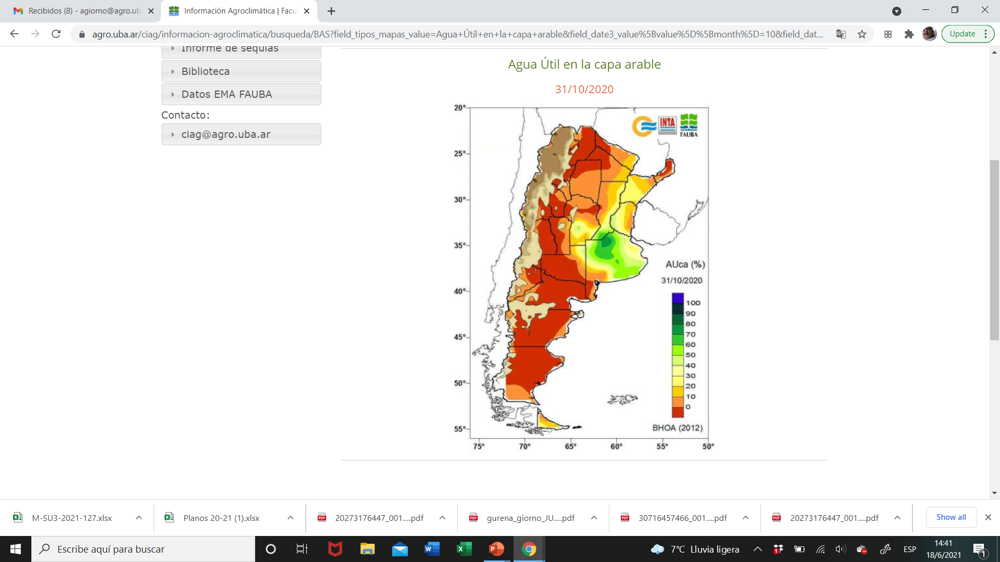 Recibidos (8) - agiorno@agro.ub
Información Agroclimática | Facu
agro.uba.ar/ciag/informacion-agroclimatica/busqueda/BAS?field_tipos_mapas_value=Agua+Útil+en+la+capa+arable&field_date3_value%5Bvalue%5D%5Bmonth%5D=10&field_dat...
Update
Informe de sequías
Biblioteca
Datos EMA FAUBA
Contacto:
ciag@agro.uba.ar
Agua Útil en la capa arable
31/10/2020
20°
25°
30°
35°
40°
45°
50°
55°
INTA
FAUBA
AUca (%)
31/10/2020
100
90
80
70
60
50
40
30
20
10
0
BHOA (2012)
75° 70° 65° 60° 55° 50°
M-SU3-2021-127.xlsx
Planos 20-21 (1).xlsx
20273176447_001....pdf
gurena_giorno_JU....pdf
30716457466_001....pdf
20273176447_001....pdf
Show all
Escribe aquí para buscar
7°C Lluvia ligera
ESP
14:41
18/6/2021
1